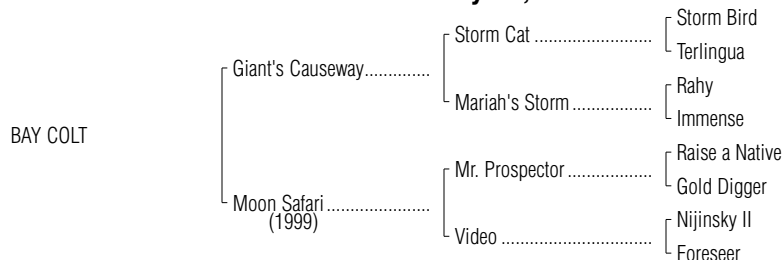 Storm Bird
Storm Cat ..............................
Terlingua
Giant's Causeway..............
Rahy
Mariah's Storm ....................
Immense
BAY COLT
Raise a Native
Mr. Prospector .....................
Gold Digger
Moon Safari ........................
(1999)
Nijinsky II
Video .....................................
Foreseer